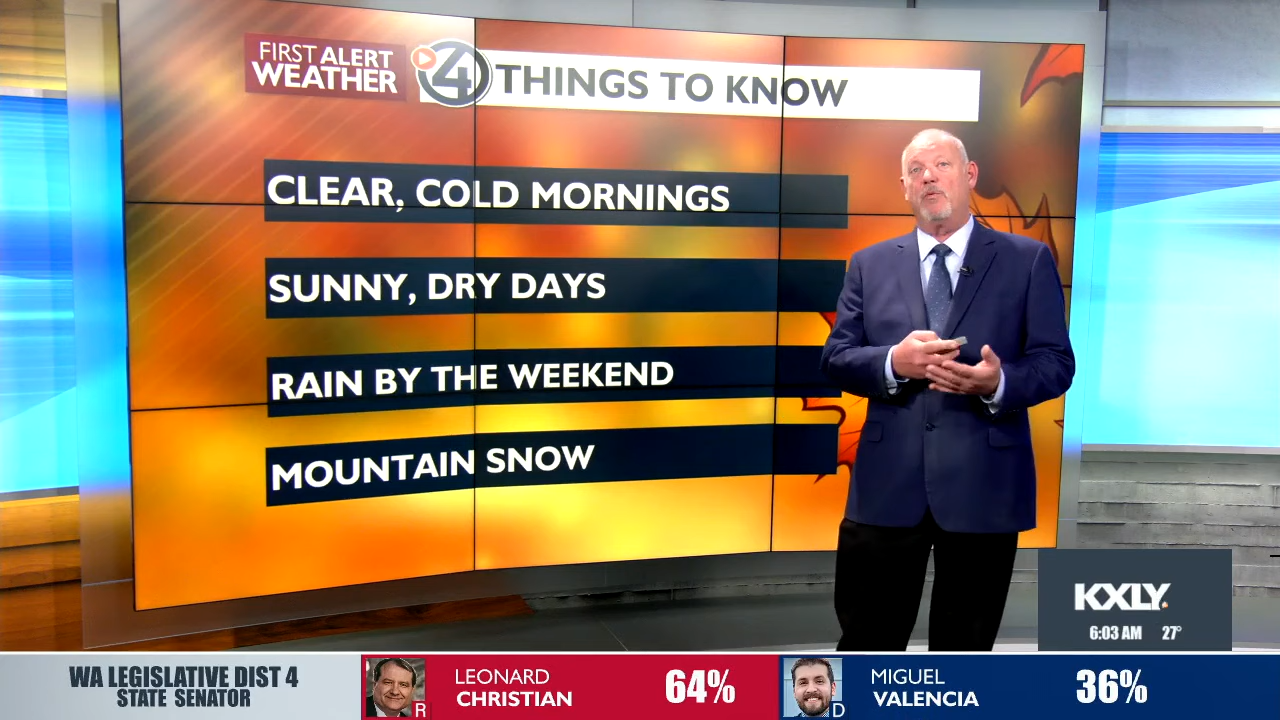 FIRST ALERT
WEATHER
4 THINGS TO KNOW
CLEAR, COLD MORNINGS
SUNNY, DRY DAYS
RAIN BY THE WEEKEND
MOUNTAIN SNOW
KXLY
6:03 AM 27°
WA LEGISLATIVE DIST 4
STATE SENATOR
R
LEONARD
CHRISTIAN
64%
D
MIGUEL
VALENCIA
36%